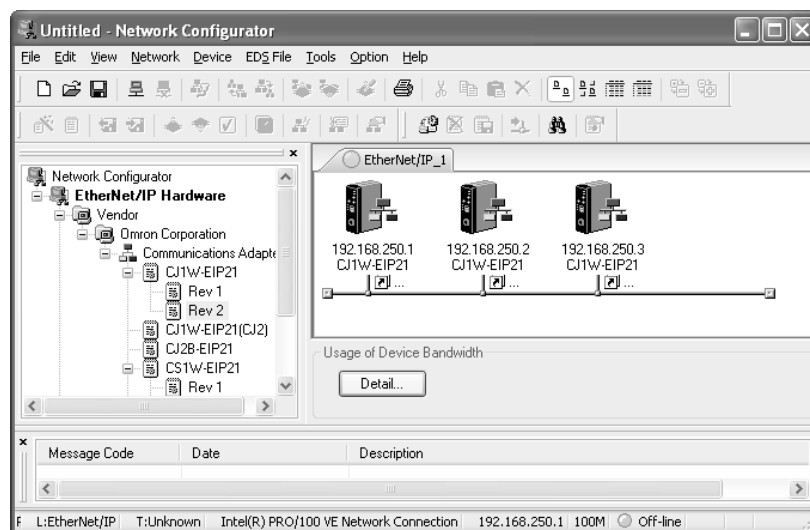 Untitled - Network Configurator
File Edit View Network Device EDS File Tools Option Help
Network Configurator
EtherNet/IP Hardware
Vendor
Omron Corporation
Communications Adapte
CJ1W-EIP21
Rev 1
Rev 2
CJ1W-EIP21(CJ2)
CJ2B-EIP21
CS1W-EIP21
Rev 1
EtherNet/IP_1
192.168.250.1 192.168.250.2 192.168.250.3
CJ1W-EIP21 CJ1W-EIP21 CJ1W-EIP21
... ... ...
Usage of Device Bandwidth
Detail...
Message Code Date Description
F L:EtherNet/IP T:Unknown Intel(R) PRO/100 VE Network Connection 192.168.250.1 100M Off-line